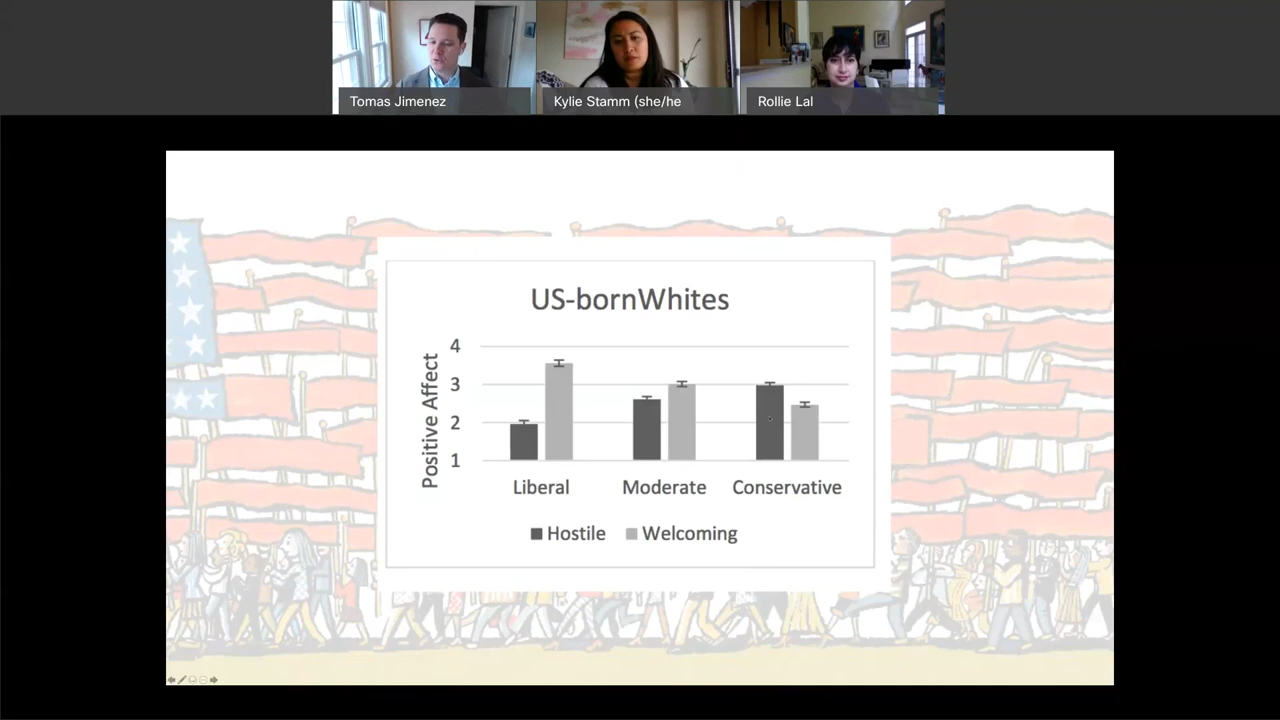 Tomas Jimenez
Kylie Stamm (she/he
Rollie Lal
US-bornWhites
Positive Affect
4
3
2
1
Liberal Moderate Conservative
Hostile Welcoming